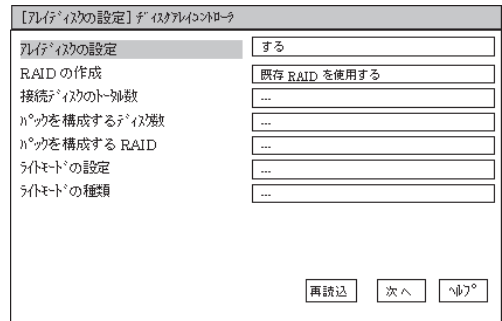 [ｱﾚｲﾃﾞｨｽｸの設定] ﾃﾞｨｽｸｱﾚｲｺﾝﾄﾛｰﾗ
ｱﾚｲﾃﾞｨｽｸの設定 する
RAID の作成 既存 RAID を使用する
接続ﾃﾞｨｽｸのﾄｰﾀﾙ数 ...
ﾊﾟｯｸを構成するﾃﾞｨｽｸ数 ...
ﾊﾟｯｸを構成する RAID ...
ﾗｲﾄﾓｰﾄﾞの設定 ...
ﾗｲﾄﾓｰﾄﾞの種類 ...
再読込 次へ ﾍﾙﾌﾟ